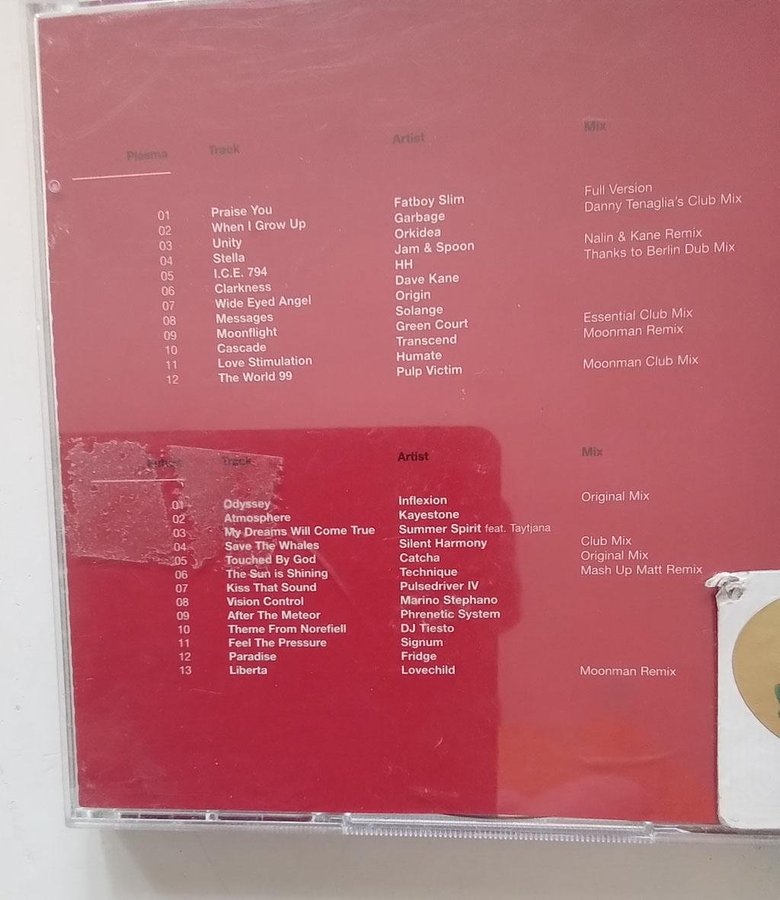 Plasma Track Artist Mix
01 Praise You Fatboy Slim Full Version
02 When I Grow Up Garbage Danny Tenaglia's Club Mix
03 Unity Orkidea
04 Stella Jam & Spoon Nalin & Kane Remix
05 I.C.E. 794 HH Thanks to Berlin Dub Mix
06 Clarkness Dave Kane
07 Wide Eyed Angel Origin
08 Messages Solange
09 Moonflight Green Court Essential Club Mix
10 Cascade Transcend Moonman Remix
11 Love Stimulation Humate
12 The World 99 Pulp Victim Moonman Club Mix
Track Artist Mix
01 Odyssey Inflexion Original Mix
02 Atmosphere Kayestone
03 My Dreams Will Come True Summer Spirit feat. Taytjana
04 Save The Whales Silent Harmony Club Mix
05 Touched By God Catcha Original Mix
06 The Sun is Shining Technique Mash Up Matt Remix
07 Kiss That Sound Pulsedriver IV
08 Vision Control Marino Stephano
09 After The Meteor Phrenetic System
10 Theme From Norefiell DJ Tiesto
11 Feel The Pressure Signum
12 Paradise Fridge
13 Liberta Lovechild Moonman Remix